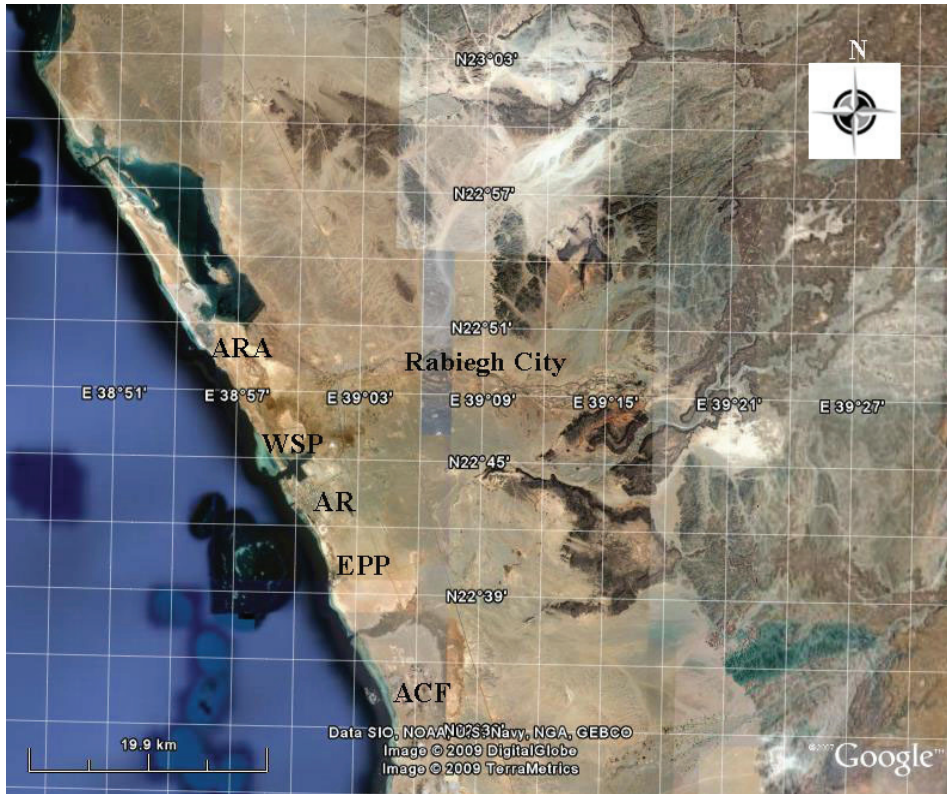 N
N23°03'
N22°57'
N22°51'
ARA
Rabiegh City
E 38°51' E 38°57' E 39°03' E 39°09' E 39°15' E 39°21' E 39°27'
WSP
N22°45'
AR
EPP
N22°39'
ACF
Data SIO, NOAA, U.S. Navy, NGA, GEBCO
19.9 km
Image © 2009 DigitalGlobe
Image © 2009 TerraMetrics
©2007 Google